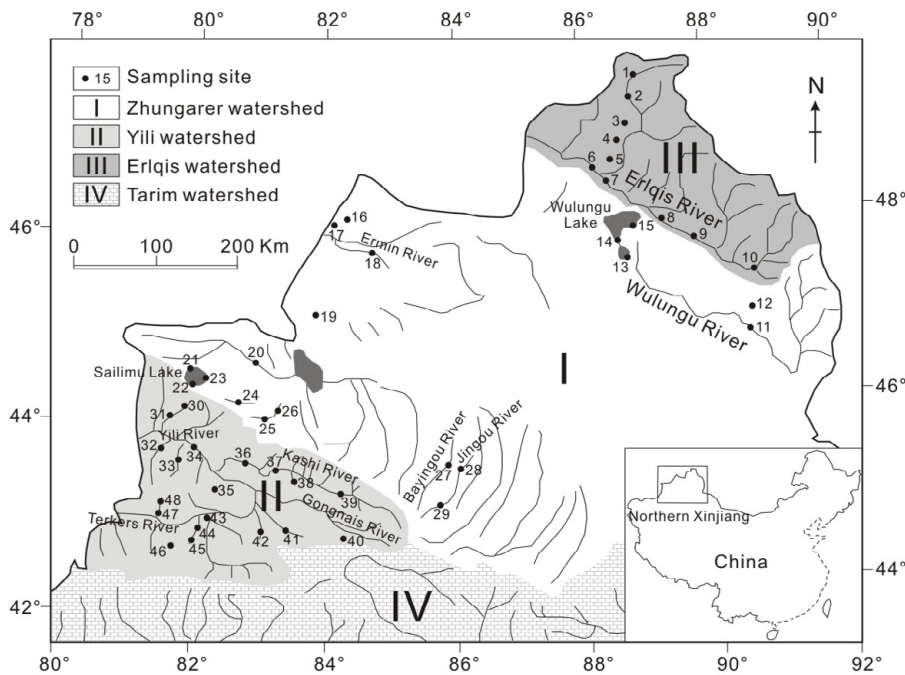 78° 80° 82° 84° 86° 88° 90°
15 Sampling site
I Zhungarer watershed
II Yili watershed
III Erlqis watershed
IV Tarim watershed
0 100 200 Km
N
1
2
3
4
III
6 5
7
Erlqis River
48°
46°
16
17
Ermin River
18
Wulungu
Lake
15
8
9
14
13
10
Wulungu River
12
11
19
20
21
Sailimu Lake
23
22
I
46°
24
44°
30
31
26
25
Yili River
32
34
33
36
37
Kashi River
38
Bayingou River
Jingou River
27
28
35
II
39
29
48
47
Gongnais River
Terkers River
43
44
42
41
40
46
45
Northern Xinjiang
China
44°
42°
IV
80° 82° 84° 86° 88° 90° 92°